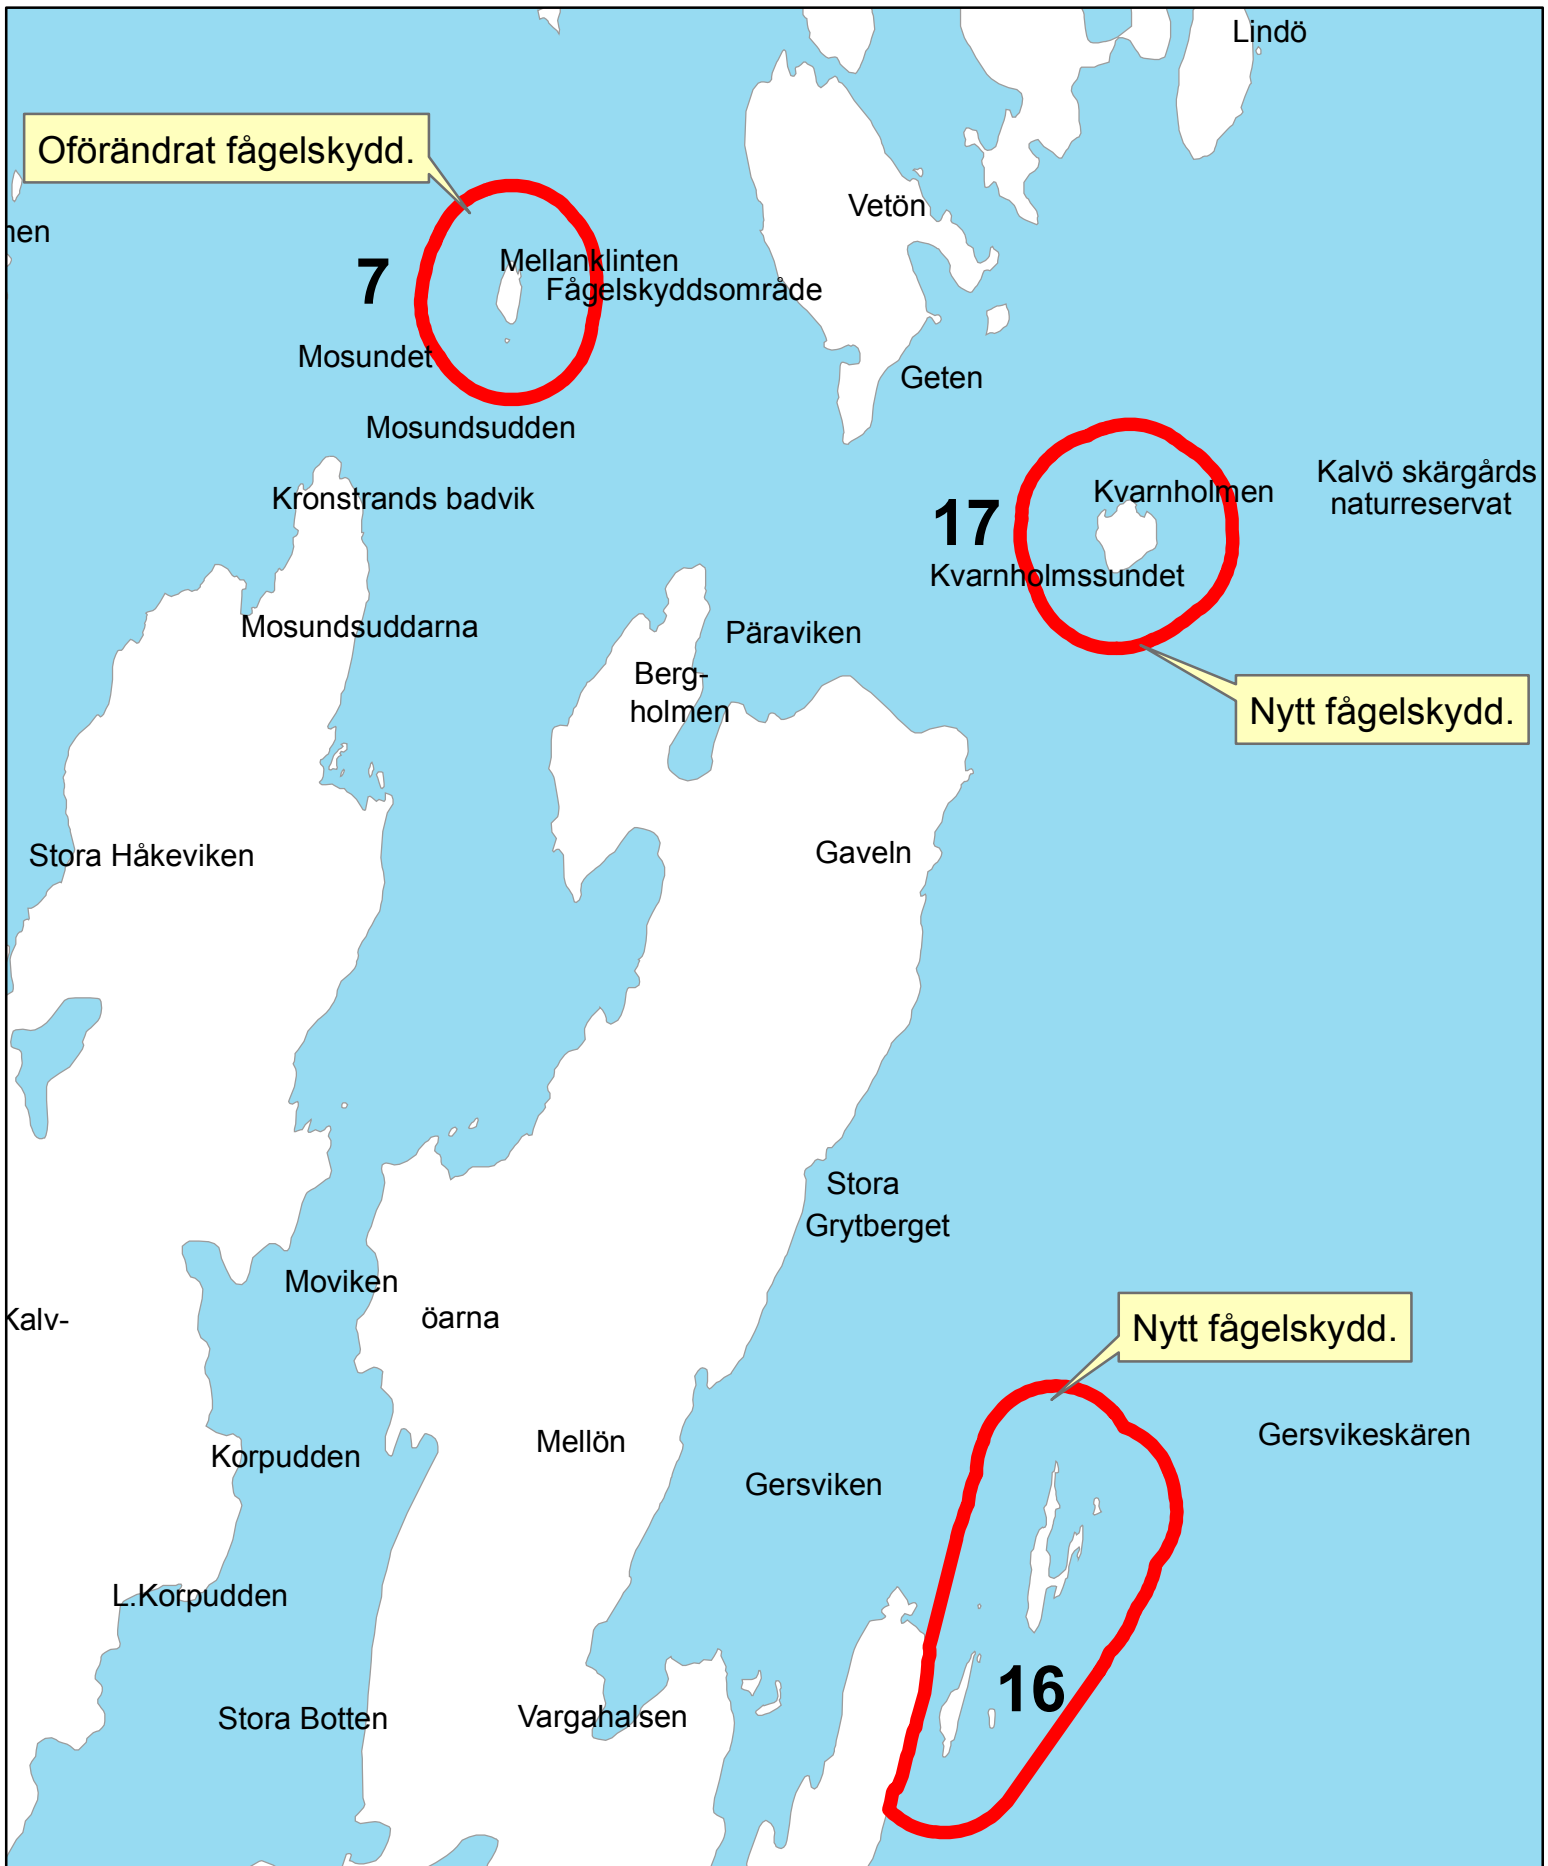 Lindö
Oförändrat fågelskydd.
Vetön
nen
Mellanklinten
7
Fågelskyddsområde
Mosundet
Geten
Mosundsudden
Kalvö skärgårds
naturreservat
Kronstrands badvik
Kvarnholmen
17
Kvarnholmssundet
Mosundsuddarna
Päraviken
Berg-
holmen
Nytt fågelskydd.
Stora Håkeviken
Gaveln
Stora
Grytberget
Moviken
Kalv-
öarna
Nytt fågelskydd.
Gersvikeskären
Mellön
Korpudden
Gersviken
L.Korpudden
16
Stora Botten
Vargahalsen